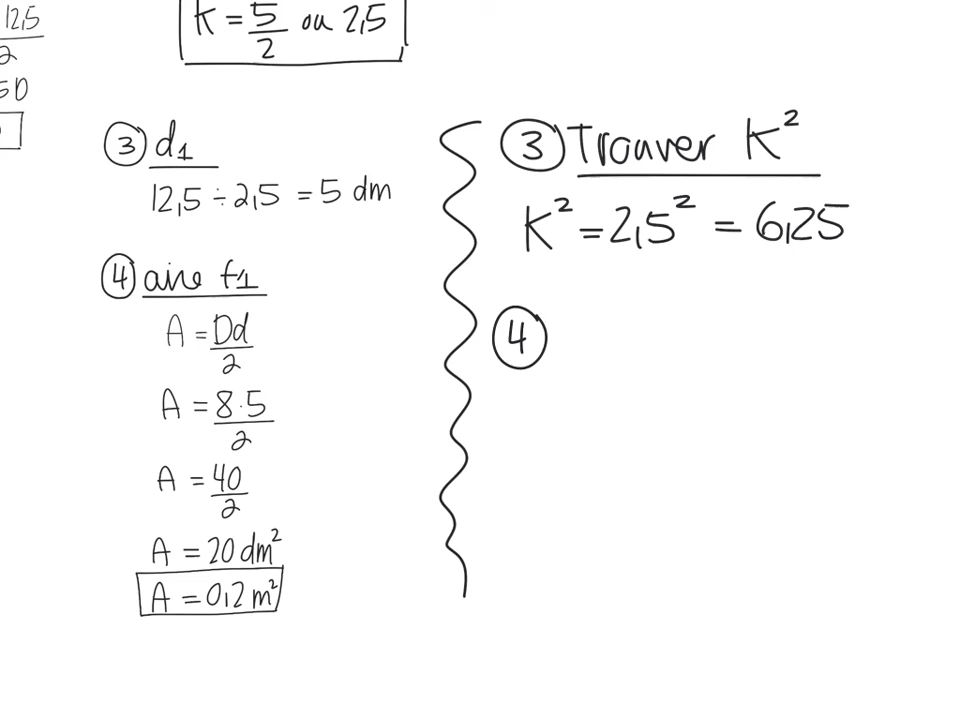 12,5
2
50
K = 5/2 ou 2,5
③ d1
12,5 ÷ 2,5 = 5 dm
④ aire f1
A = Dd/2
A = 8·5/2
A = 40/2
A = 20 dm²
A = 0,2 m²
③ Trouver K²
K² = 2,5² = 6,25
④